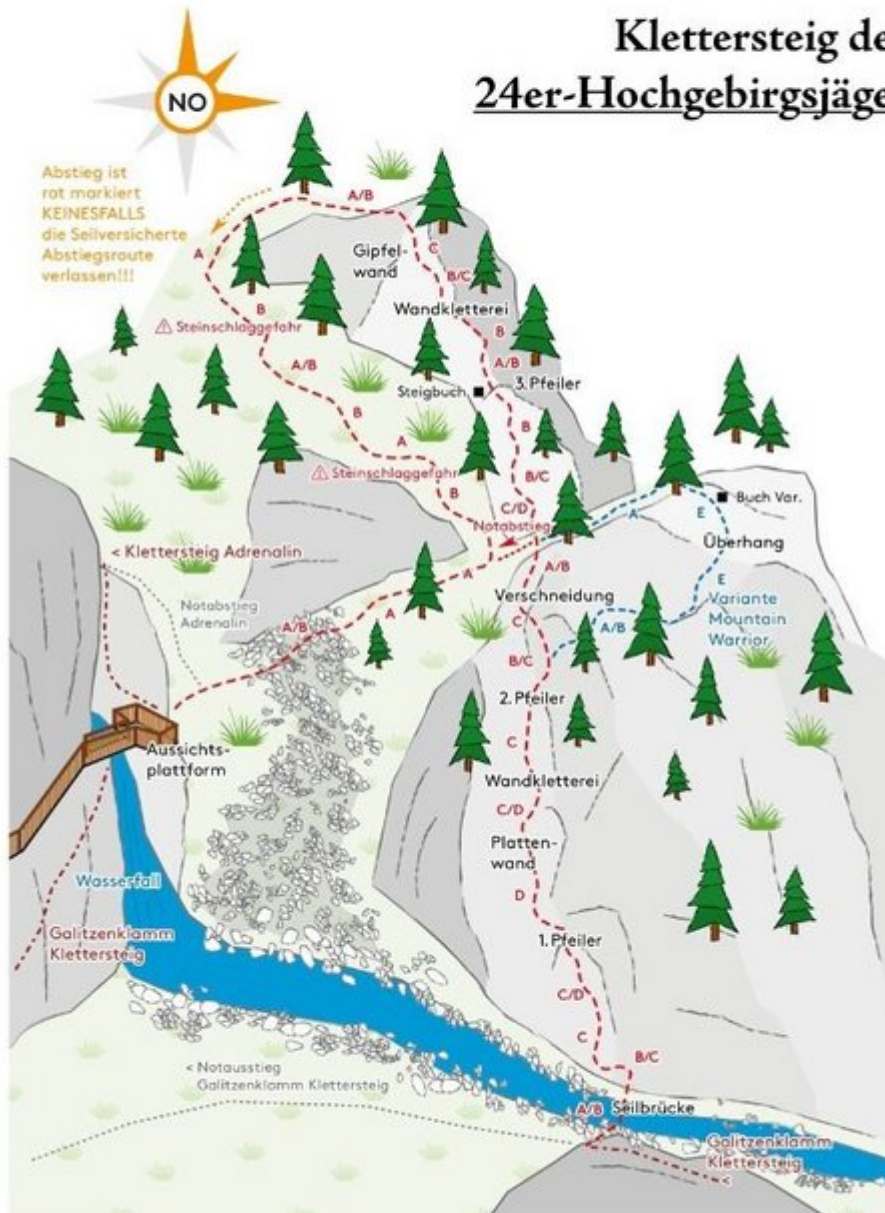 Klettersteig de
24er-Hochgebirgsjäge
NO
Abstieg ist
rot markiert
KEINESFALLS
die Seilversicherte
Abstiegsroute
verlassen!!!
A/B
A
C
Gipfel-
wand
B/C
Wandkletterei
B
Steinschlaggefahr
B
A/B
A/B
3. Pfeiler
Steigbuch
B
B
A
Steinschlaggefahr
B
B/C
C/D
Notabstieg
A
E
Buch Var.
Überhang
< Klettersteig Adrenalin
A/B
Verschneidung
E
Variante
Mountain
Warrior
Notabstieg
Adrenalin
A
A
A/B
C
A/B
B/C
2. Pfeiler
C
Aussichts-
plattform
Wandkletterei
C/D
Platten-
wand
Wasserfall
D
Galitzenklamm
Klettersteig
1. Pfeiler
C/D
C
B/C
< Notausstieg
Galitzenklamm Klettersteig
A/B
Seilbrücke
Galitzenklamm
Klettersteig
<